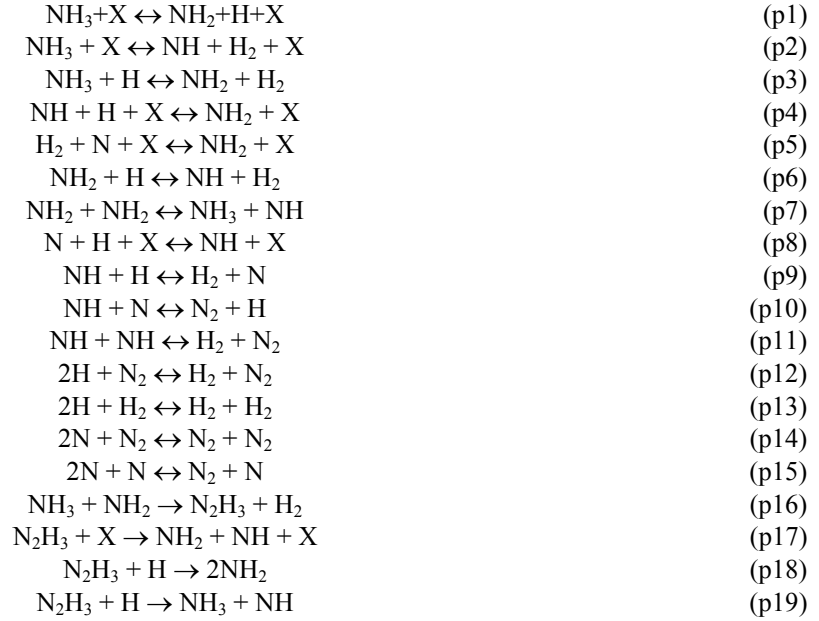 NH₃+X ↔ NH₂+H+X (p1)
NH₃ + X ↔ NH + H₂ + X (p2)
NH₃ + H ↔ NH₂ + H₂ (p3)
NH + H + X ↔ NH₂ + X (p4)
H₂ + N + X ↔ NH₂ + X (p5)
NH₂ + H ↔ NH + H₂ (p6)
NH₂ + NH₂ ↔ NH₃ + NH (p7)
N + H + X ↔ NH + X (p8)
NH + H ↔ H₂ + N (p9)
NH + N ↔ N₂ + H (p10)
NH + NH ↔ H₂ + N₂ (p11)
2H + N₂ ↔ H₂ + N₂ (p12)
2H + H₂ ↔ H₂ + H₂ (p13)
2N + N₂ ↔ N₂ + N₂ (p14)
2N + N ↔ N₂ + N (p15)
NH₃ + NH₂ → N₂H₃ + H₂ (p16)
N₂H₃ + X → NH₂ + NH + X (p17)
N₂H₃ + H → 2NH₂ (p18)
N₂H₃ + H → NH₃ + NH (p19)